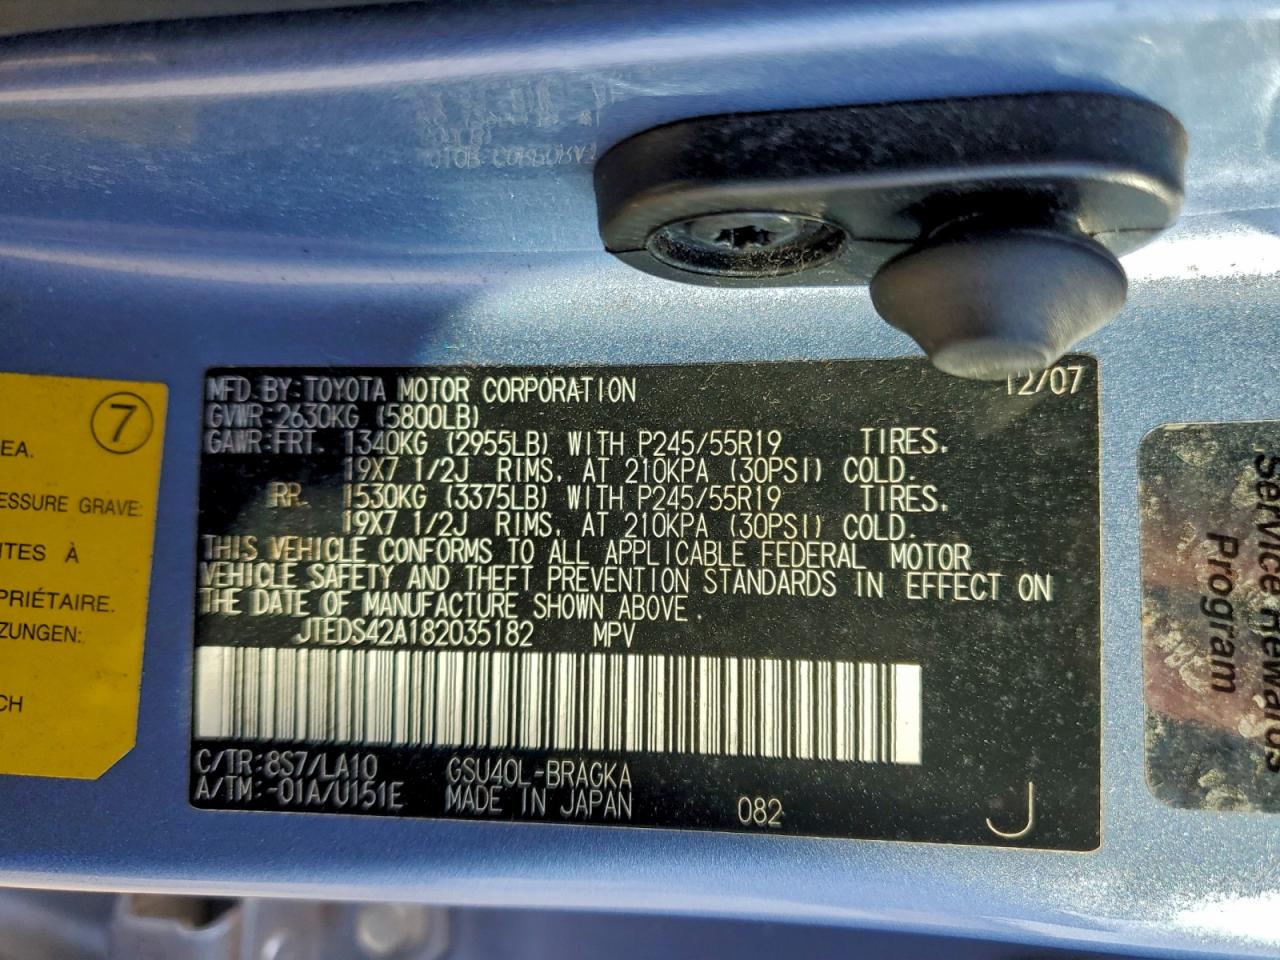 MFD.BY:TOYOTA MOTOR CORPORATION 12/07
GVWR:2630KG (5800LB)
GAWR:FRT. 1340KG (2955LB) WITH P245/55R19 TIRES.
19X7 1/2J RIMS, AT 210KPA (30PSI) COLD.
RR. 1530KG (3375LB) WITH P245/55R19 TIRES.
19X7 1/2J RIMS, AT 210KPA (30PSI) COLD.
THIS VEHICLE CONFORMS TO ALL APPLICABLE FEDERAL MOTOR
VEHICLE SAFETY AND THEFT PREVENTION STANDARDS IN EFFECT ON
THE DATE OF MANUFACTURE SHOWN ABOVE.
JTEDS42A182035182 MPV
C/TR:8S7/LA10 GSU40L-BRAGKA
A/TM:-01A/U151E MADE IN JAPAN 082 J
7
EA.
ESSURE GRAVE:
ITES À
PRIÉTAIRE.
ZUNGEN:
CH
Service Rewards
Program